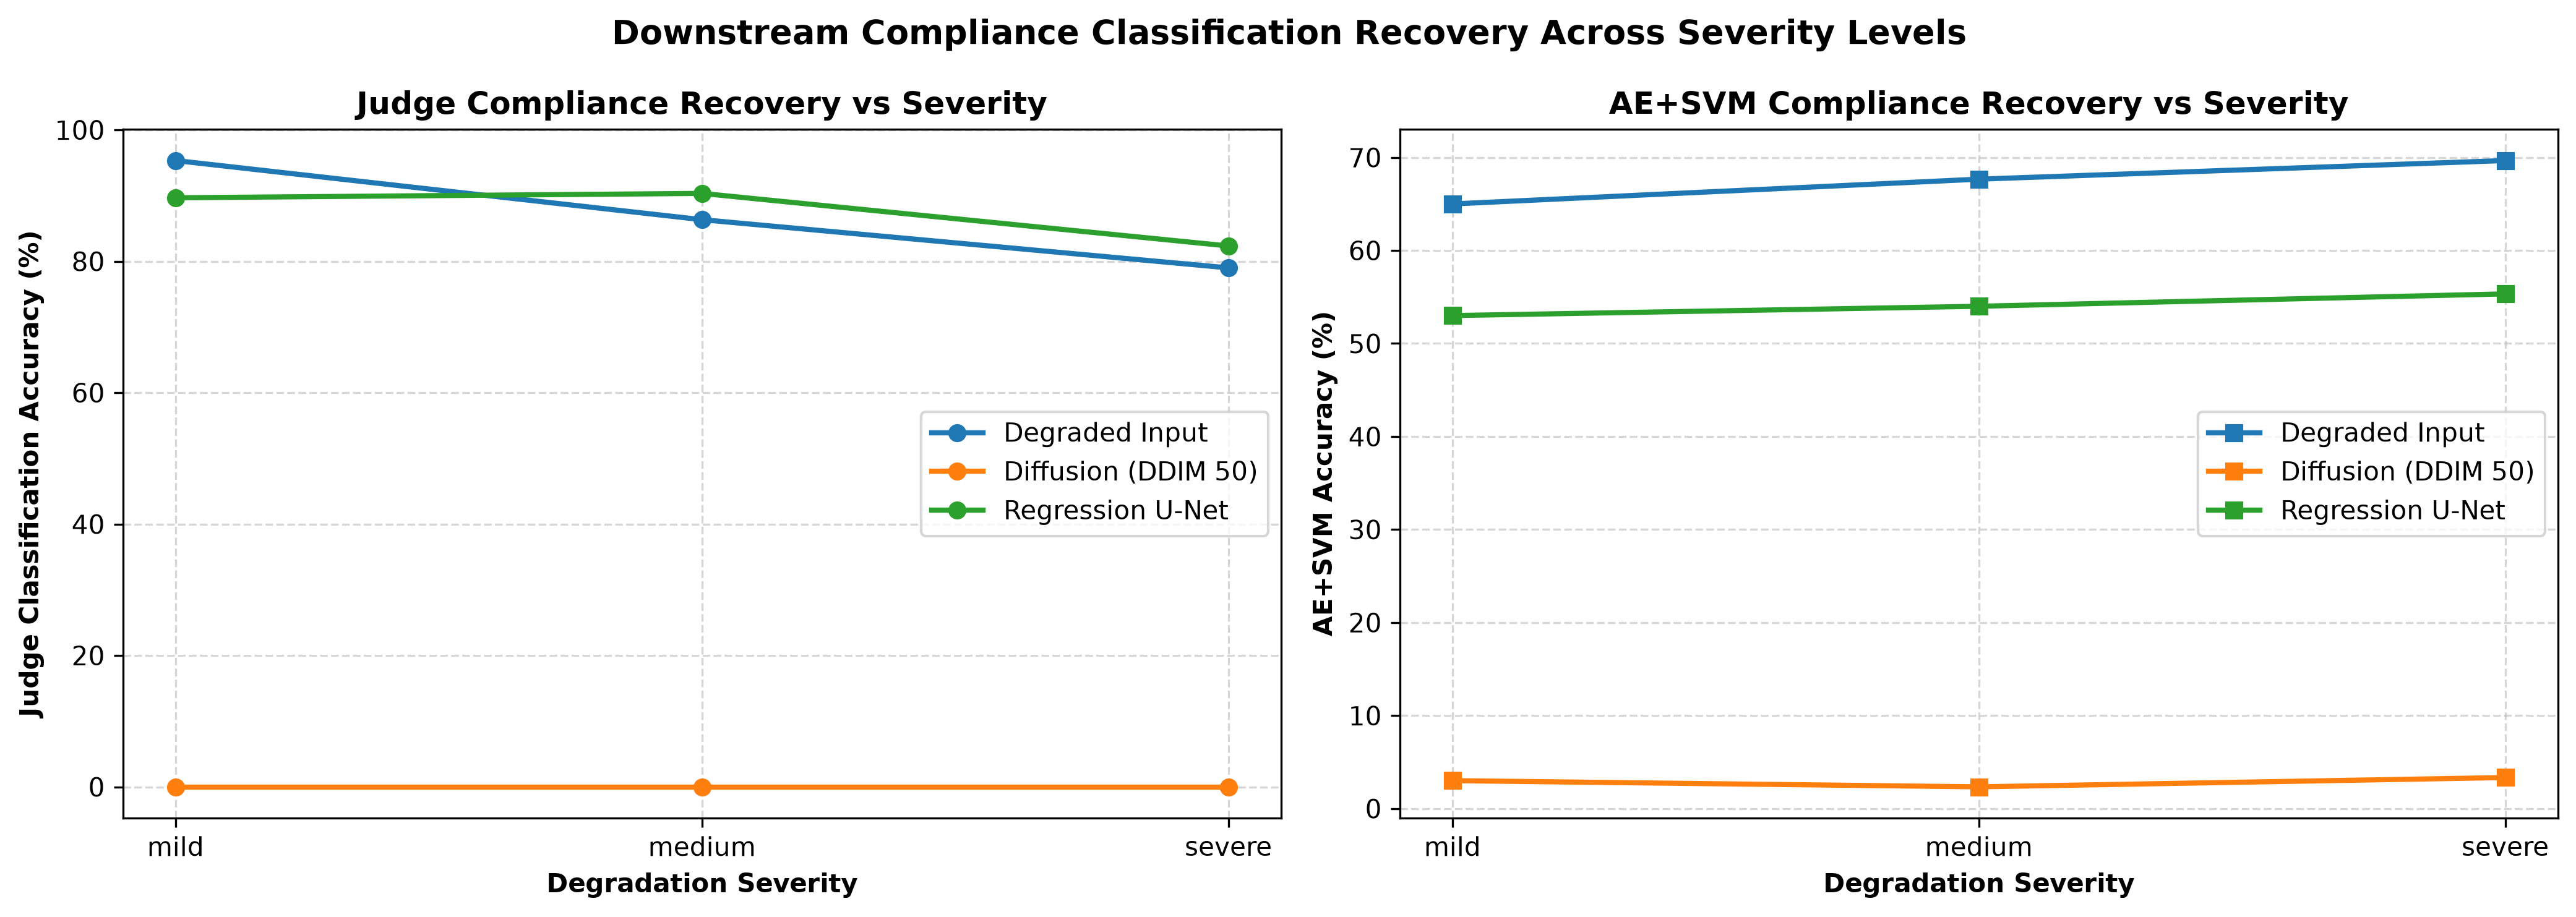 Downstream Compliance Classification Recovery Across Severity Levels
Judge Compliance Recovery vs Severity
Judge Classification Accuracy (%)
100
80
60
40
20
0
Degraded Input
Diffusion (DDIM 50)
Regression U-Net
mild
medium
severe
Degradation Severity
AE+SVM Compliance Recovery vs Severity
AE+SVM Accuracy (%)
70
60
50
40
30
20
10
0
Degraded Input
Diffusion (DDIM 50)
Regression U-Net
mild
medium
severe
Degradation Severity